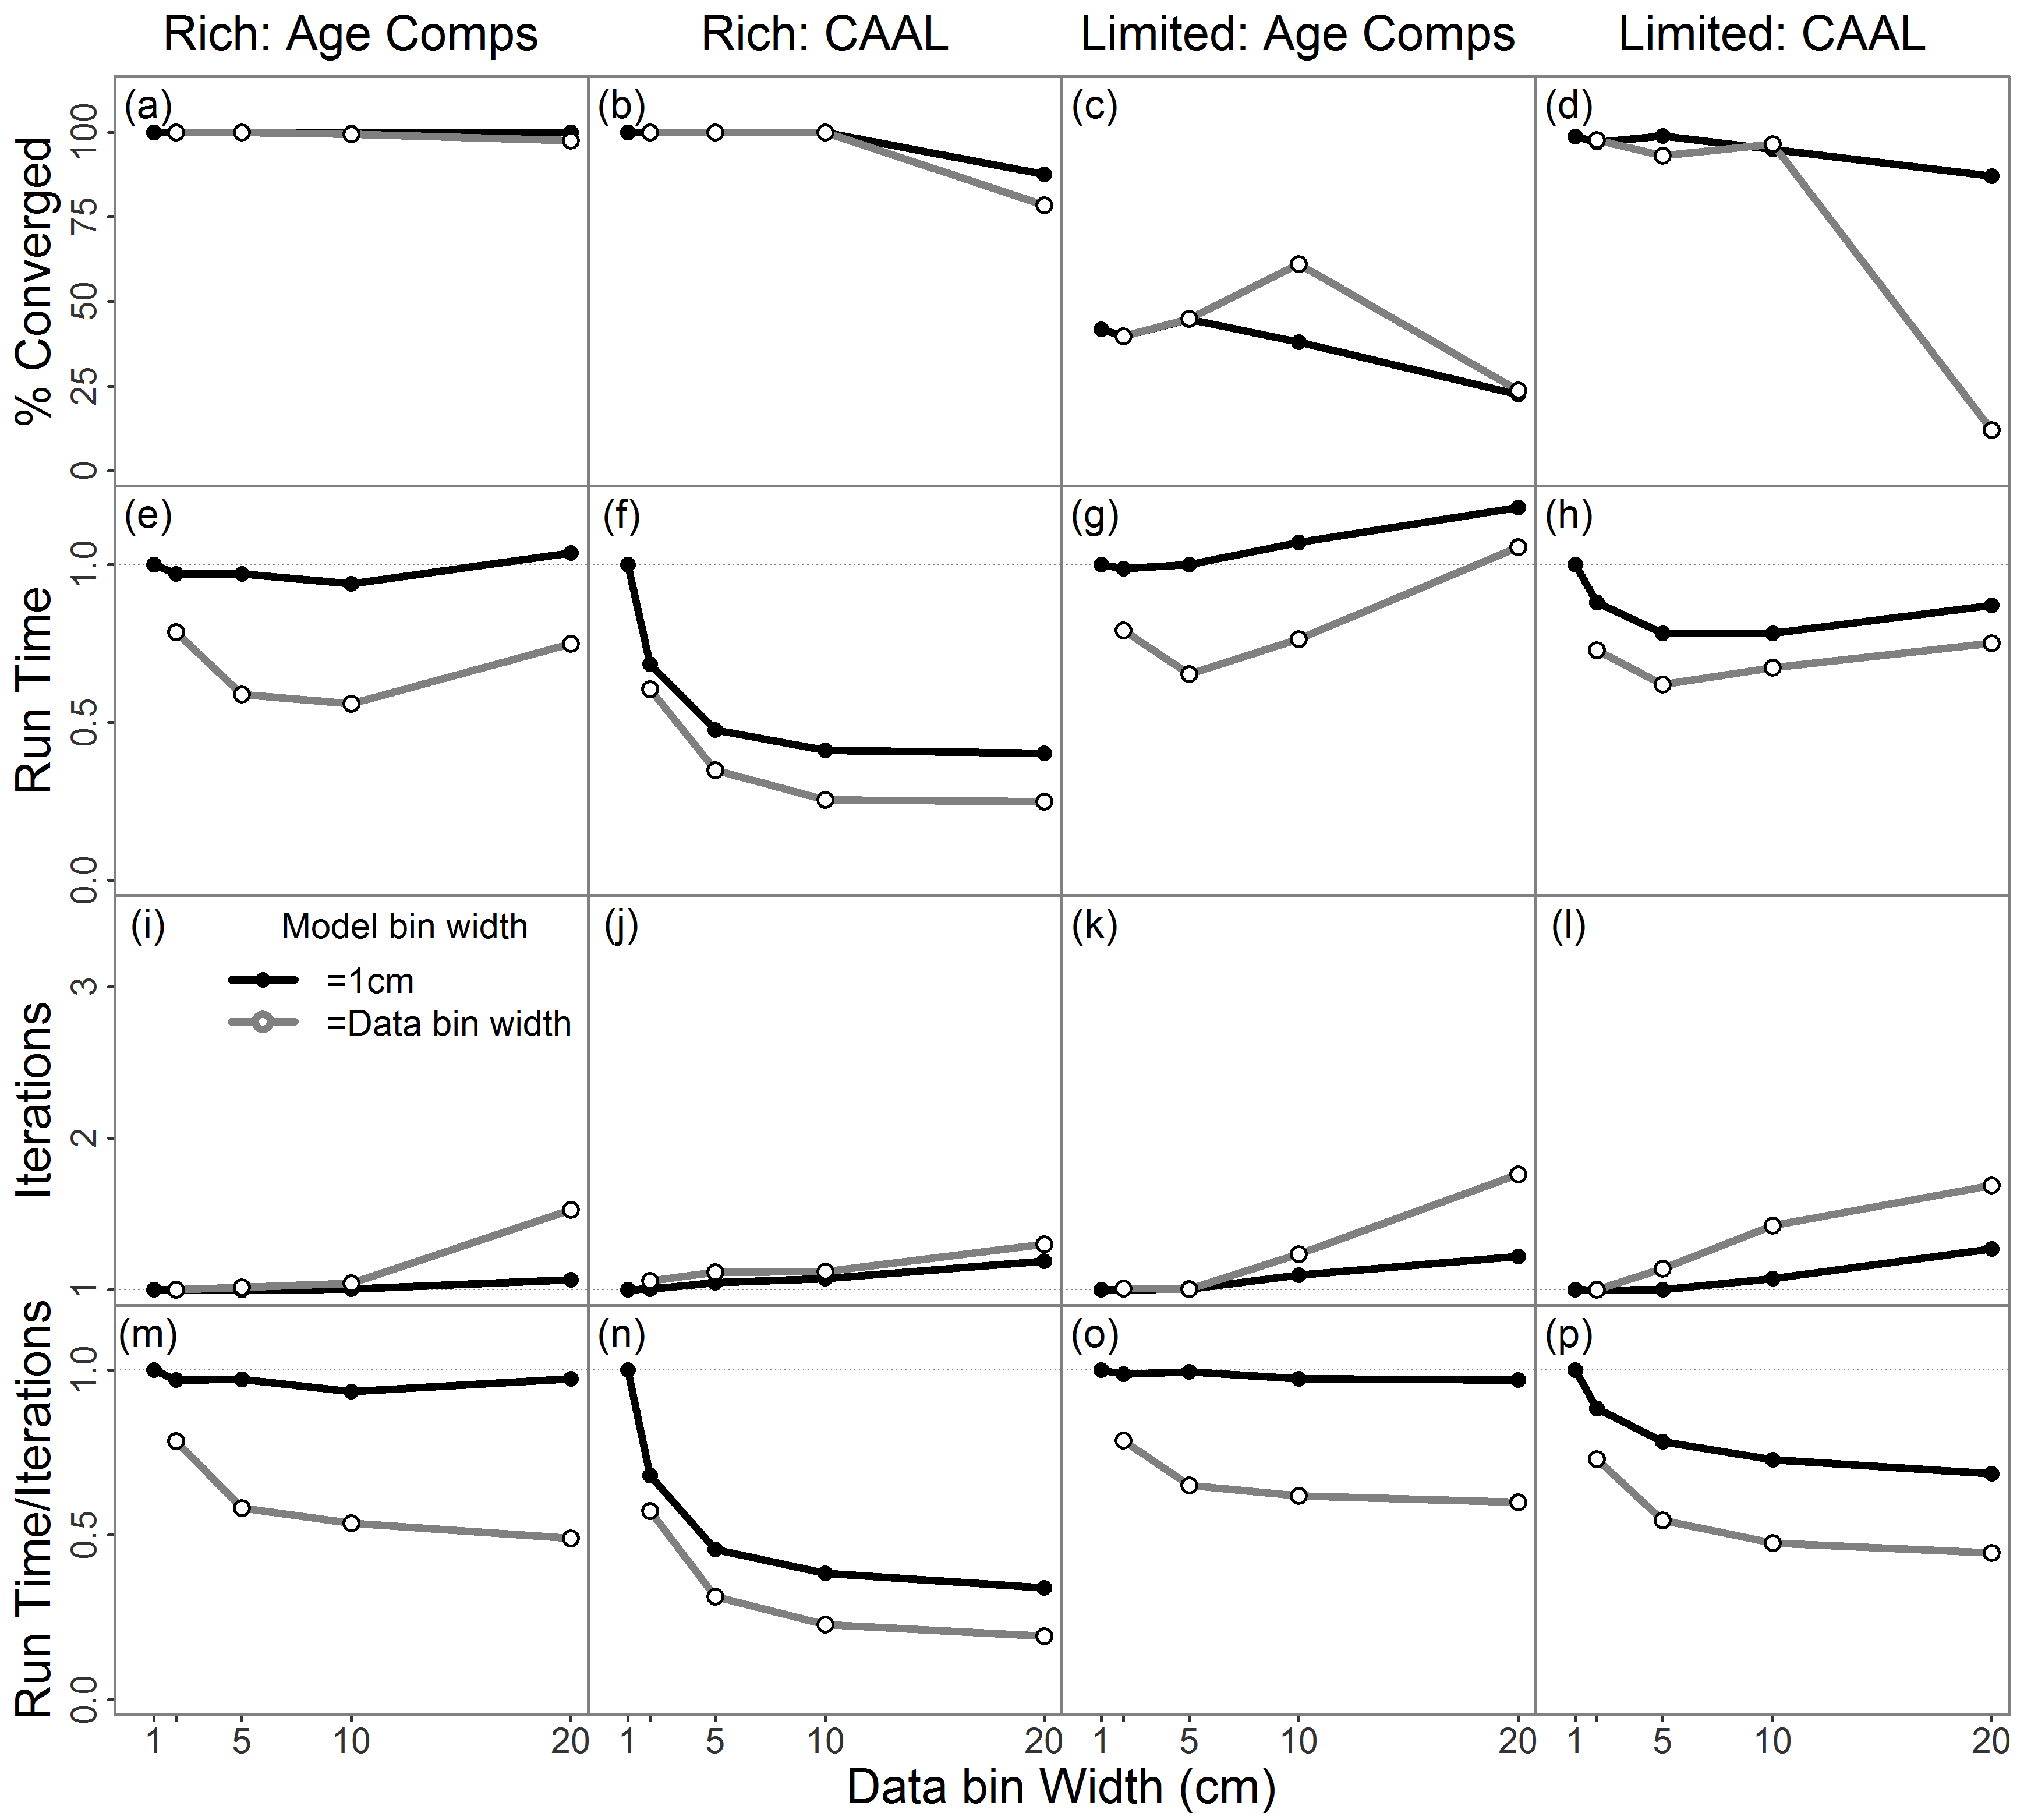 Rich: Age Comps
Rich: CAAL
Limited: Age Comps
Limited: CAAL
% Converged
100
75
50
25
0
(a)
(b)
(c)
(d)
Run Time
1.0
0.5
0.0
(e)
(f)
(g)
(h)
Iterations
3
2
1
(i)
Model bin width
=1cm
=Data bin width
(j)
(k)
(l)
Run Time/Iterations
1.0
0.5
0.0
(m)
(n)
(o)
(p)
1 5 10 20
1 5 10 20
1 5 10 20
1 5 10 20
Data bin Width (cm)